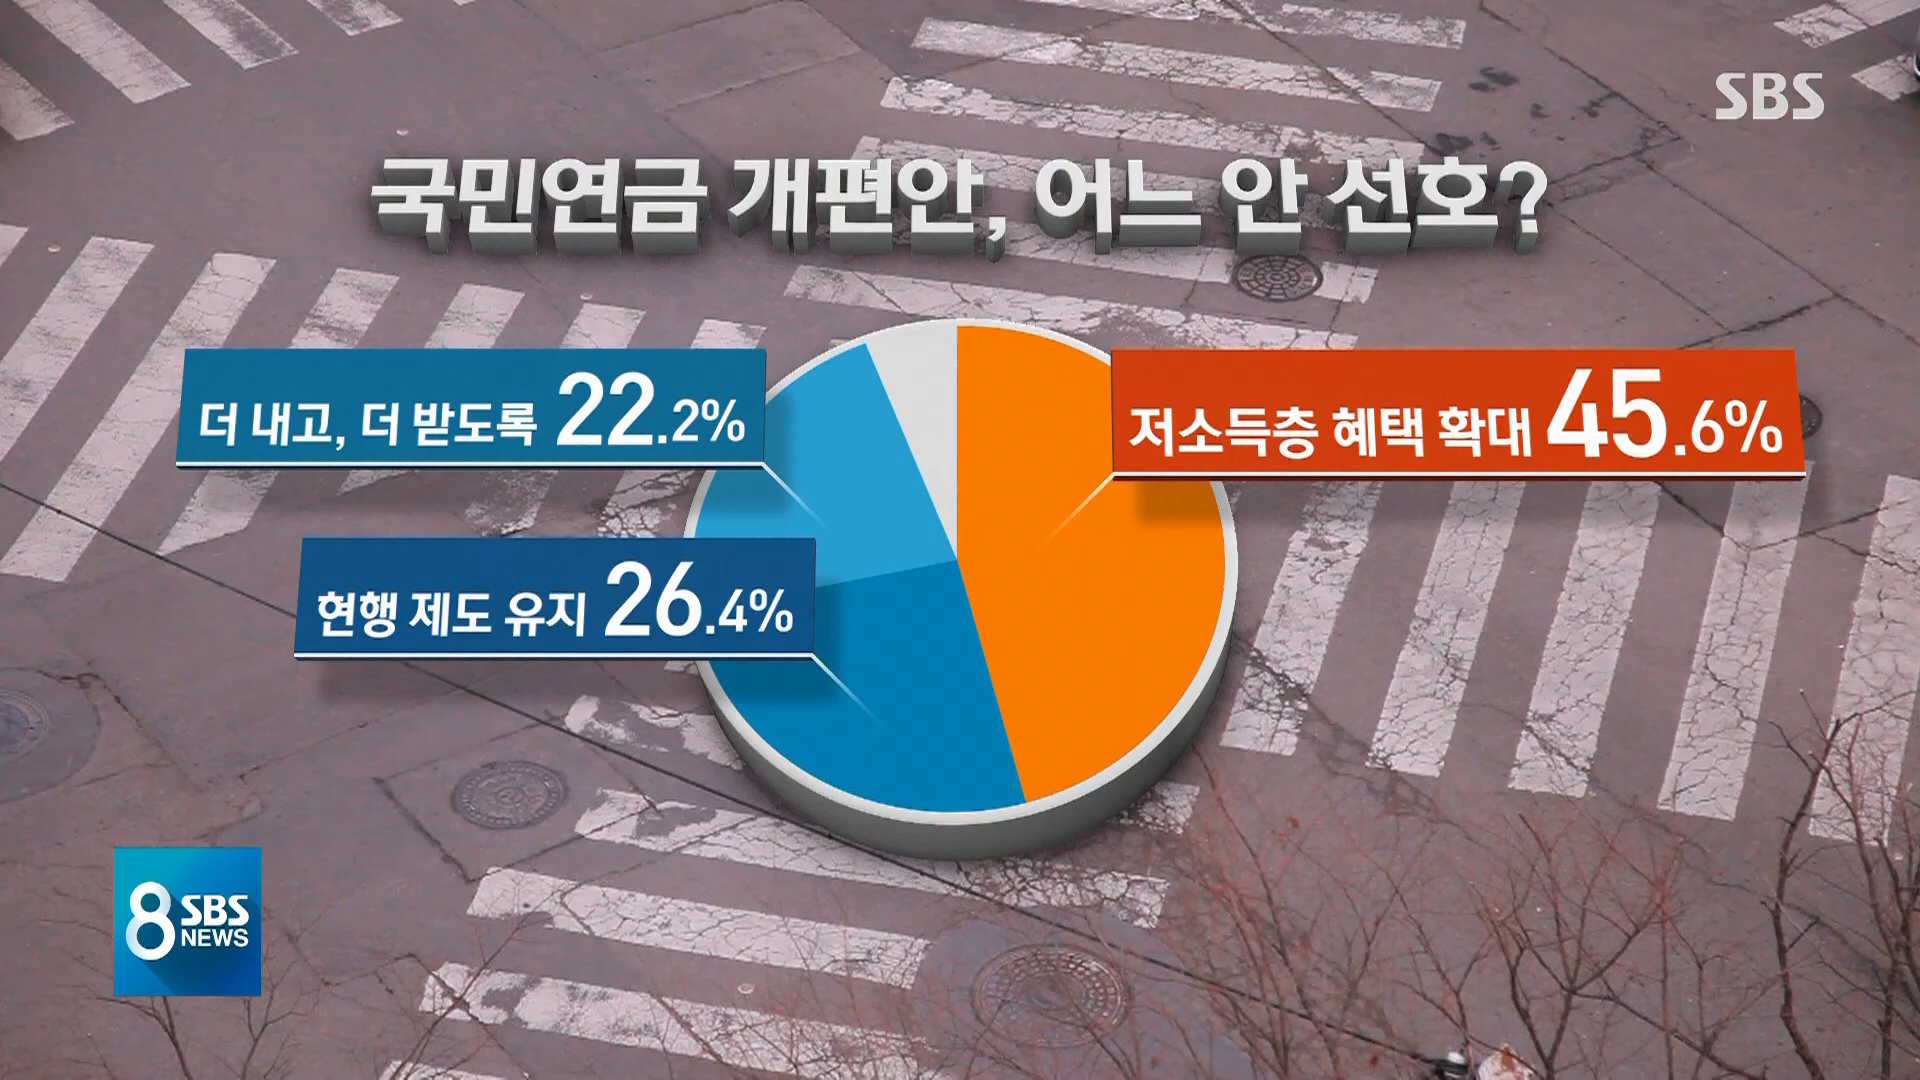 SBS
국민연금 개편안, 어느 안 선호?
더 내고, 더 받도록 22.2%
저소득층 혜택 확대 45.6%
현행 제도 유지 26.4%
8 SBS NEWS